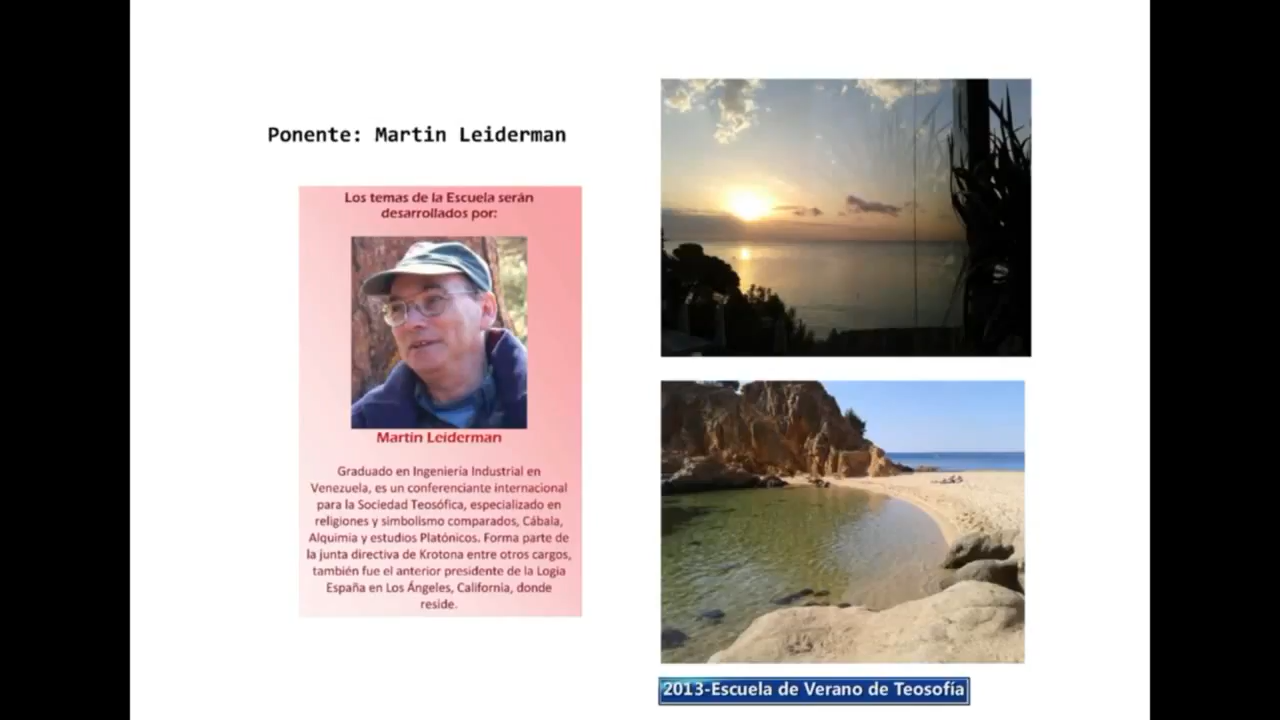 Ponente: Martin Leiderman
Los temas de la Escuela serán
desarrollados por:
Martín Leiderman
Graduado en Ingeniería Industrial en
Venezuela, es un conferenciante internacional
para la Sociedad Teosófica, especializado en
religiones y simbolismo comparados, Cábala,
Alquimia y estudios Platónicos. Forma parte de
la junta directiva de Krotona entre otros cargos,
también fue el anterior presidente de la Logia
España en Los Ángeles, California, donde
reside.
2013-Escuela de Verano de Teosofía